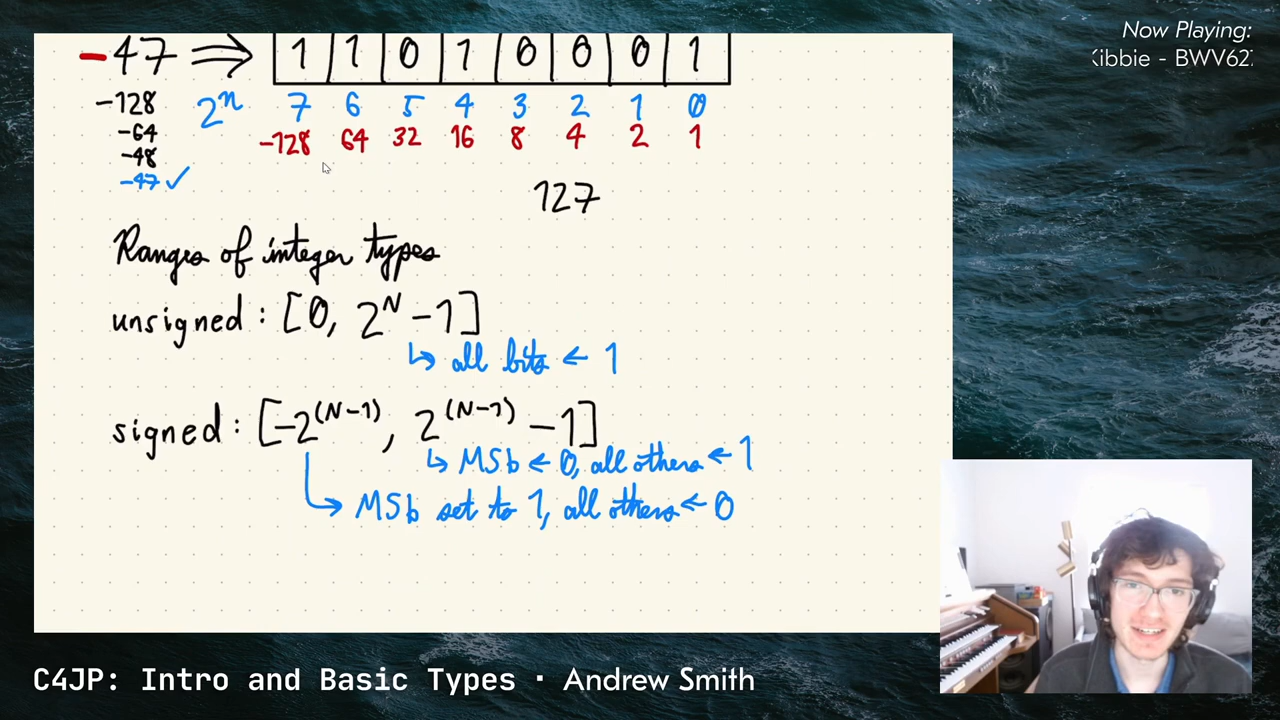 Now Playing:
Kibbie - BWV62
-47 ⇒ 1 1 0 1 0 0 0 1
-128 2ⁿ 7 6 5 4 3 2 1 0
-64 -128 64 32 16 8 4 2 1
-48
-47 ✓
127
Ranges of integer types
unsigned : [0, 2^N -1]
↳ all bits ← 1
signed : [-2^(N-1), 2^(N-1) -1]
↳ MSb ← 0, all others ← 1
↳ MSb set to 1, all others ← 0
C4JP: Intro and Basic Types · Andrew Smith